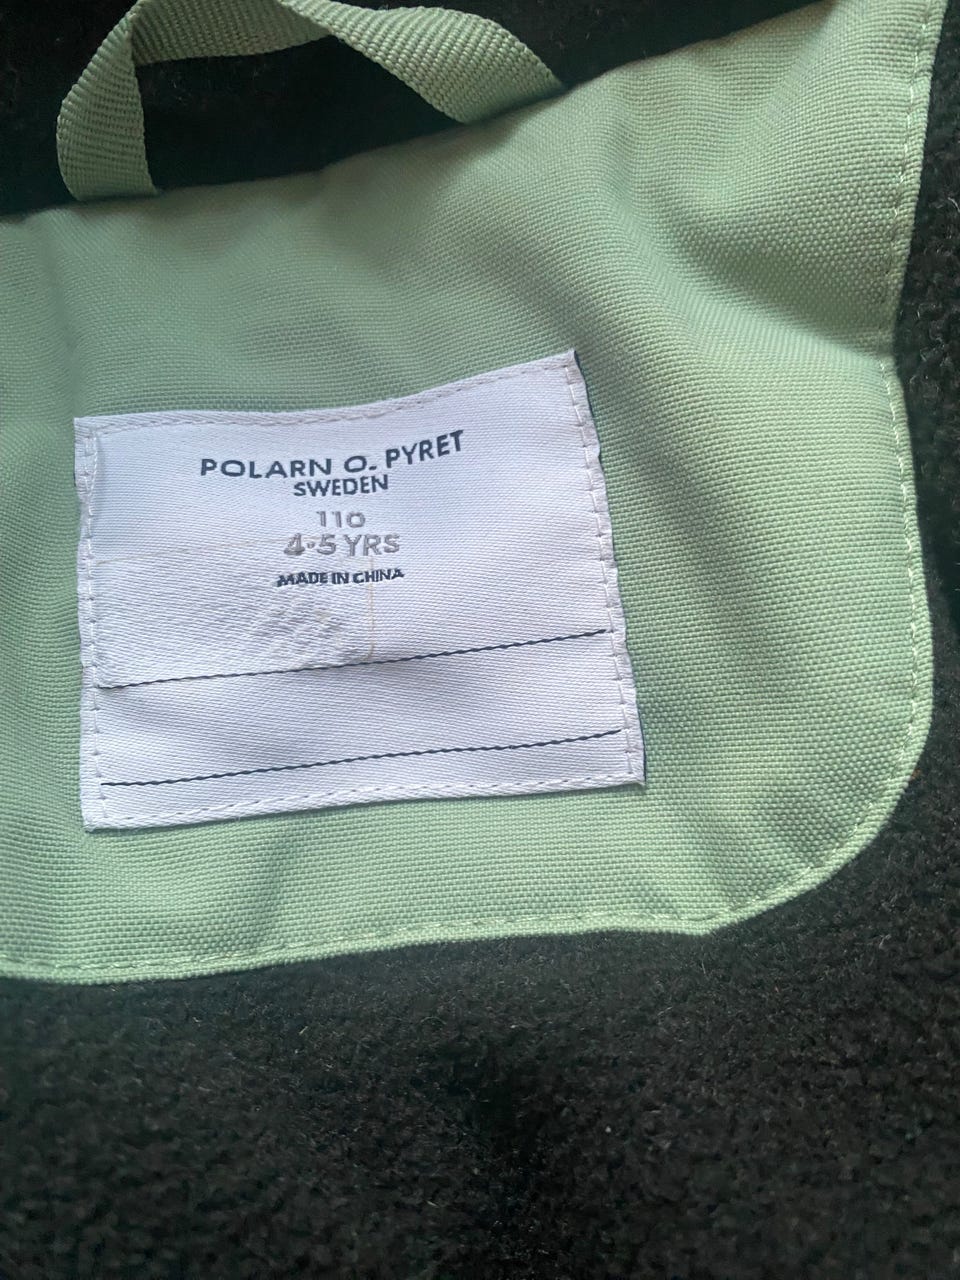 POLARN O. PYRET
SWEDEN
110
4-5 YRS
MADE IN CHINA